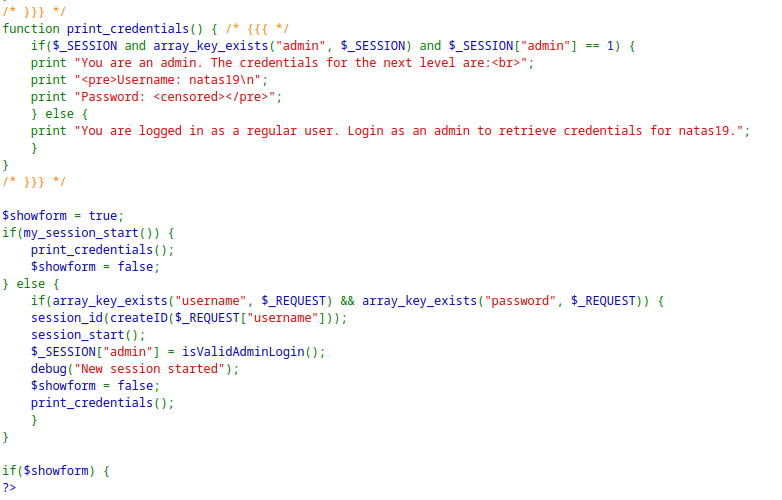 /* }}} */
function print_credentials() { /* {{{ */
    if($_SESSION and array_key_exists("admin", $_SESSION) and $_SESSION["admin"] == 1) {
    print "You are an admin. The credentials for the next level are:<br>";
    print "<pre>Username: natas19\n";
    print "Password: <censored></pre>";
    } else {
    print "You are logged in as a regular user. Login as an admin to retrieve credentials for natas19.";
    }
}
/* }}} */

$showform = true;
if(my_session_start()) {
    print_credentials();
    $showform = false;
} else {
    if(array_key_exists("username", $_REQUEST) && array_key_exists("password", $_REQUEST)) {
    session_id(createID($_REQUEST["username"]));
    session_start();
    $_SESSION["admin"] = isValidAdminLogin();
    debug("New session started");
    $showform = false;
    print_credentials();
    }
}

if($showform) {
?>